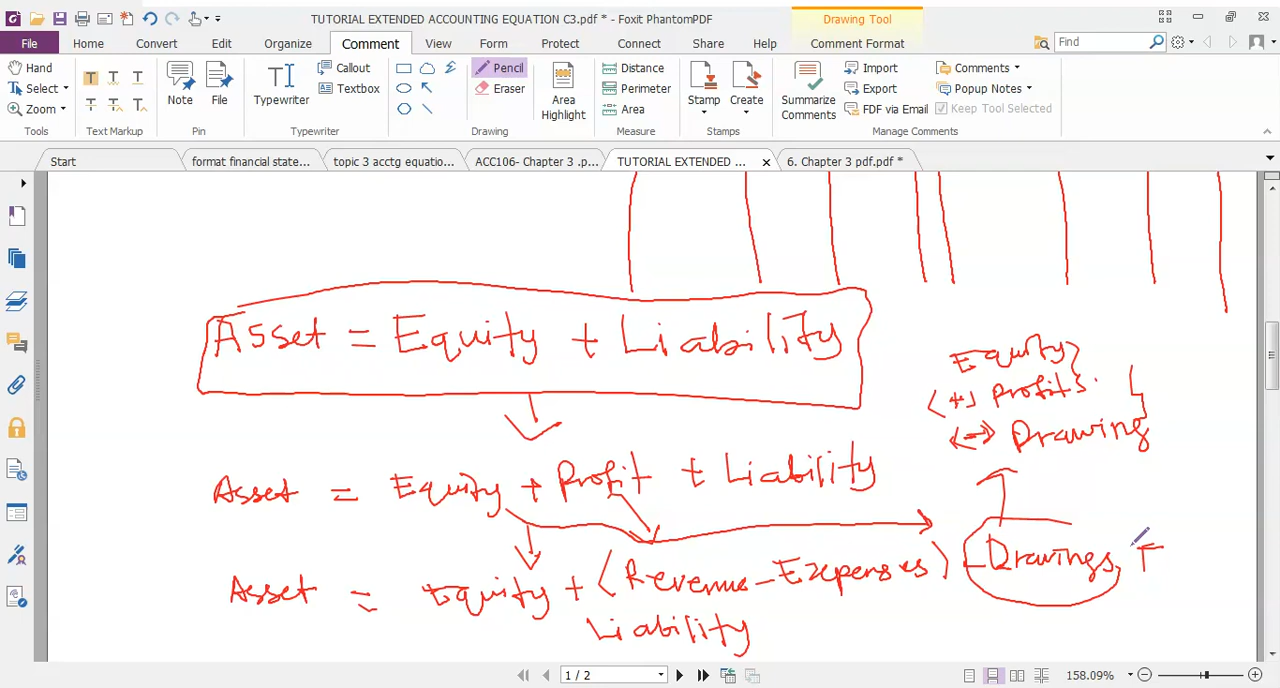 TUTORIAL EXTENDED ACCOUNTING EQUATION C3.pdf * - Foxit PhantomPDF
Drawing Tool
File Home Convert Edit Organize Comment View Form Protect Connect Share Help Comment Format
Find
Hand
Select
Zoom
Tools
T T T
T T T
Text Markup
Note
File
Pin
Typewriter
Callout
Textbox
Typewriter
Pencil
Eraser
Drawing
Area Highlight
Distance
Perimeter
Area
Measure
Stamp
Create
Stamps
Summarize Comments
Import
Export
FDF via Email
Comments
Popup Notes
Keep Tool Selected
Manage Comments
Start
format financial state...
topic 3 acctg equatio...
ACC106- Chapter 3 .p...
TUTORIAL EXTENDED ...
6. Chapter 3 pdf.pdf *
Asset = Equity + Liability
Equity
(+) Profits
(-) Drawing
Asset = Equity + Profit + Liability
Asset = Equity + (Revenue - Expenses) - Drawings +
Liability
1 / 2
158.09%